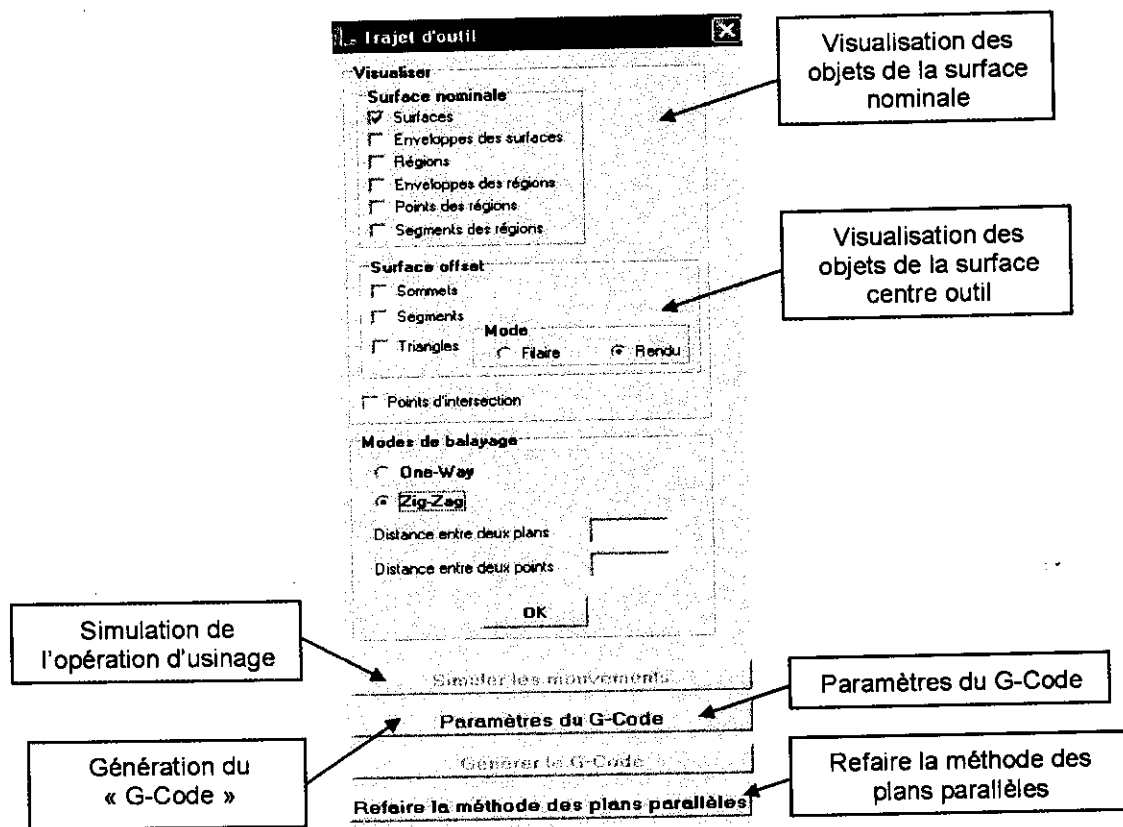 Trajet d'outil
Visualiser
Surface nominale
Surfaces
Enveloppes des surfaces
Régions
Enveloppes des régions
Points des régions
Segments des régions
Surface offset
Sommets
Segments
Triangles
Mode
Filaire
Rendu
Points d'intersection
Modes de balayage
One-Way
Zig-Zag
Distance entre deux plans
Distance entre deux points
OK
Simuler les mouvements
Paramètres du G-Code
Générer le G-Code
Refaire la méthode des plans parallèles
Visualisation des
objets de la surface
nominale
Visualisation des
objets de la surface
centre outil
Simulation de
l'opération d'usinage
Génération du
« G-Code »
Paramètres du G-Code
Refaire la méthode des
plans parallèles